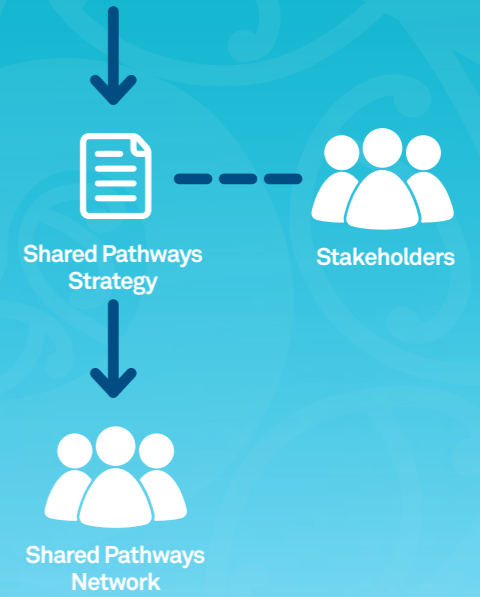 Shared Pathways
Strategy
Stakeholders
Shared Pathways
Network